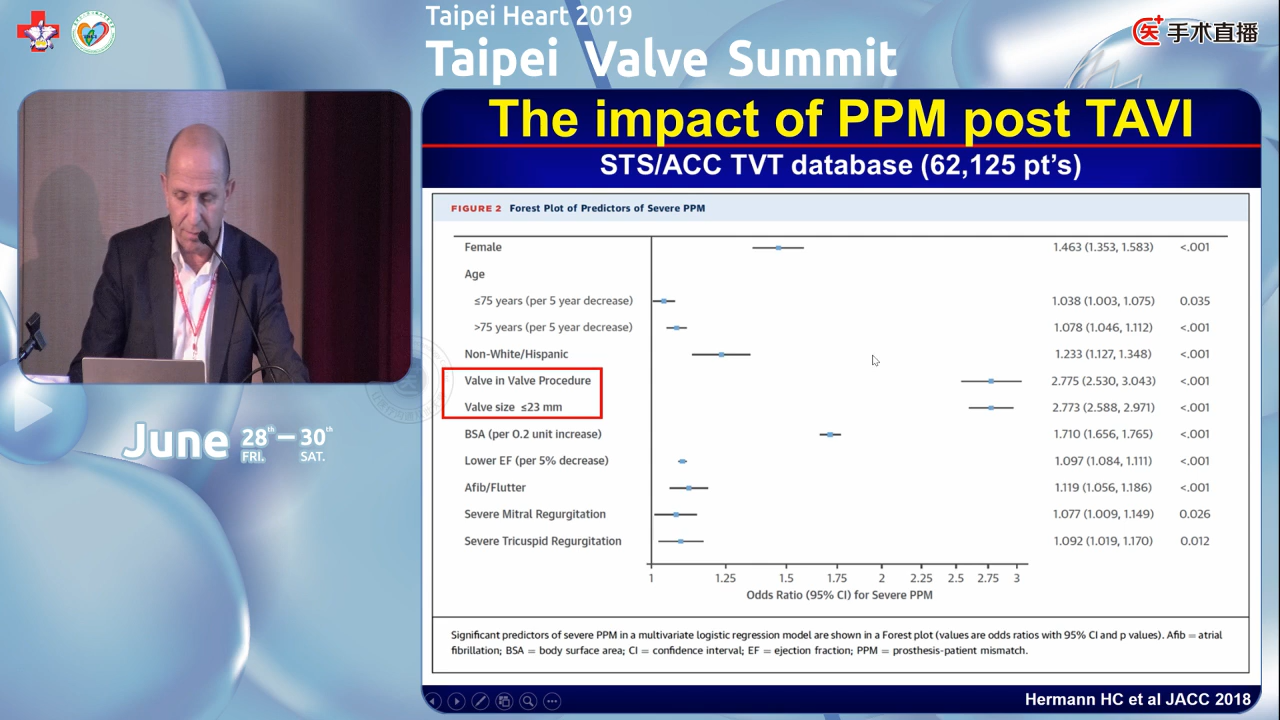 Taipei Heart 2019
Taipei Valve Summit
手术直播
The impact of PPM post TAVI
STS/ACC TVT database (62,125 pt's)
FIGURE 2 Forest Plot of Predictors of Severe PPM
Female 1.463 (1.353, 1.583) <.001
Age
≤75 years (per 5 year decrease) 1.038 (1.003, 1.075) 0.035
>75 years (per 5 year decrease) 1.078 (1.046, 1.112) <.001
Non-White/Hispanic 1.233 (1.127, 1.348) <.001
Valve in Valve Procedure 2.775 (2.530, 3.043) <.001
Valve size ≤23 mm 2.773 (2.588, 2.971) <.001
BSA (per 0.2 unit increase) 1.710 (1.656, 1.765) <.001
Lower EF (per 5% decrease) 1.097 (1.084, 1.111) <.001
Afib/Flutter 1.119 (1.056, 1.186) <.001
Severe Mitral Regurgitation 1.077 (1.009, 1.149) 0.026
Severe Tricuspid Regurgitation 1.092 (1.019, 1.170) 0.012
1 1.25 1.5 1.75 2 2.25 2.5 2.75 3
Odds Ratio (95% CI) for Severe PPM
Significant predictors of severe PPM in a multivariate logistic regression model are shown in a Forest plot (values are odds ratios with 95% CI and p values). Afib = atrial
fibrillation; BSA = body surface area; CI = confidence interval; EF = ejection fraction; PPM = prosthesis-patient mismatch.
Hermann HC et al JACC 2018
June 28th — 30th
FRI. SAT.